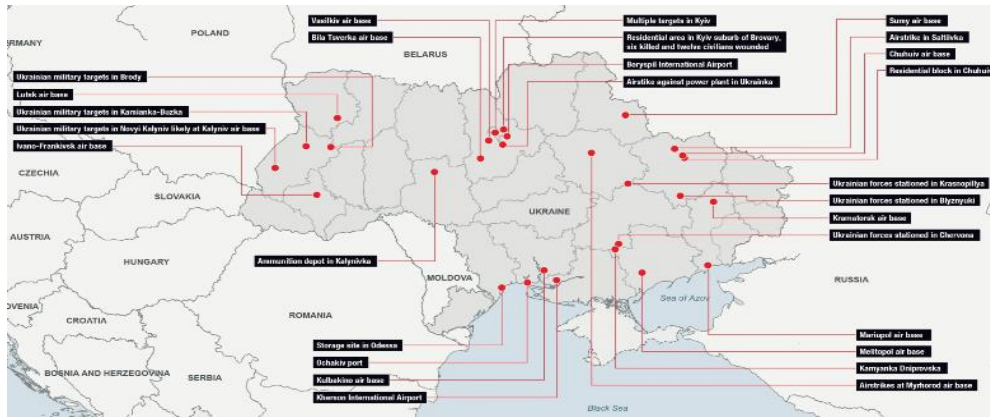 POLAND
BELARUS
GERMANY
CZECHIA
SLOVAKIA
AUSTRIA
HUNGARY
SLOVENIA
CROATIA
BOSNIA AND HERZEGOVINA
SERBIA
ROMANIA
MOLDOVA
UKRAINE
RUSSIA
Sea of Azov
Black Sea
Vasilkiv air base
Bila Tserkva air base
Ukrainian military targets in Brody
Lutsk air base
Ukrainian military targets in Kamianka-Buzka
Ukrainian military targets in Novyi Kalyniv likely at Kalyniv air base
Ivano-Frankivsk air base
Ammunition depot in Kalynivka
Storage site in Odessa
Ochakiv port
Kulbakino air base
Kherson International Airport
Multiple targets in Kyiv
Residential area in Kyiv suburb of Brovary,
six killed and twelve civilians wounded
Boryspil International Airport
Airstike against power plant in Ukrainka
Sumy air base
Airstrike in Saltivka
Chuhuiv air base
Residential block in Chuhuiv
Ukrainian forces stationed in Krasnopillya
Ukrainian forces stationed in Blyznyuki
Kramatorsk air base
Ukrainian forces stationed in Chervona
Mariupol air base
Melitopol air base
Kamyanka Dniprovska
Airstrikes at Myrhorod air base